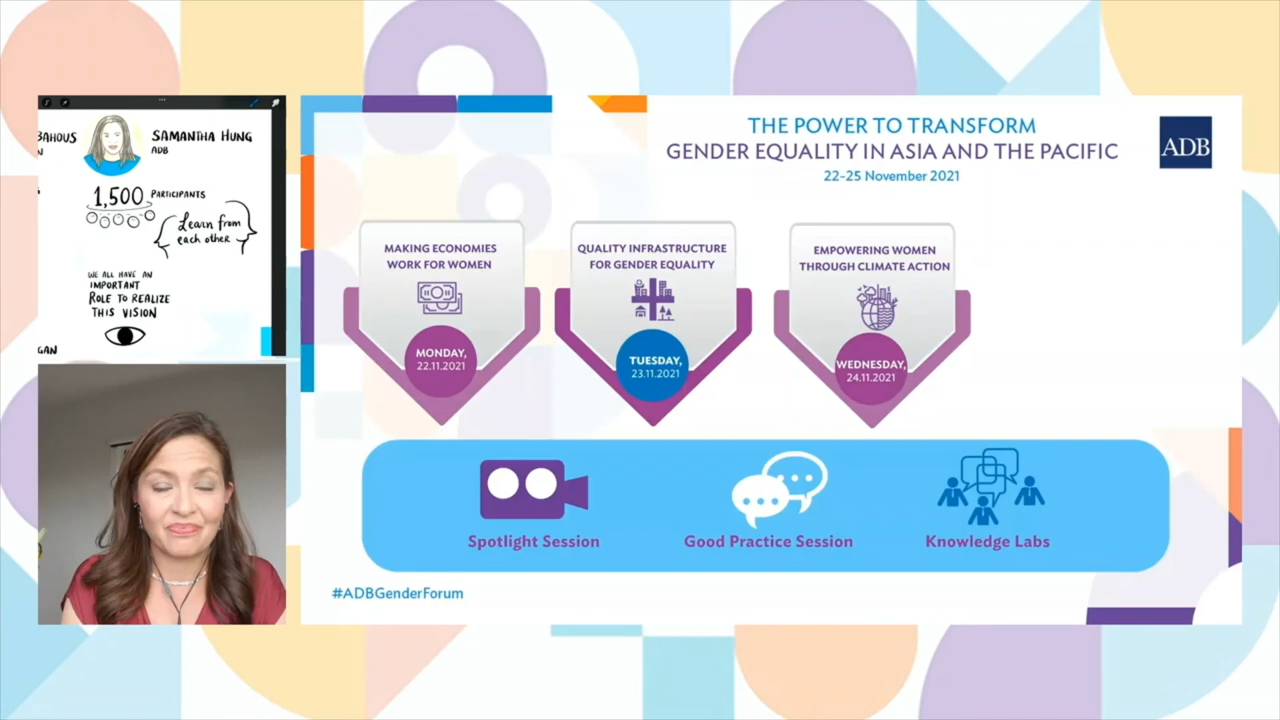 BAHOUS
N
SAMANTHA HUNG
ADB
1,500 PARTICIPANTS
Learn from
each other
WE ALL HAVE AN
IMPORTANT
ROLE TO REALIZE
THIS VISION
GAN
THE POWER TO TRANSFORM
GENDER EQUALITY IN ASIA AND THE PACIFIC
22-25 November 2021
ADB
MAKING ECONOMIES
WORK FOR WOMEN
MONDAY,
22.11.2021
QUALITY INFRASTRUCTURE
FOR GENDER EQUALITY
TUESDAY,
23.11.2021
EMPOWERING WOMEN
THROUGH CLIMATE ACTION
WEDNESDAY,
24.11.2021
Spotlight Session
Good Practice Session
Knowledge Labs
#ADBGenderForum